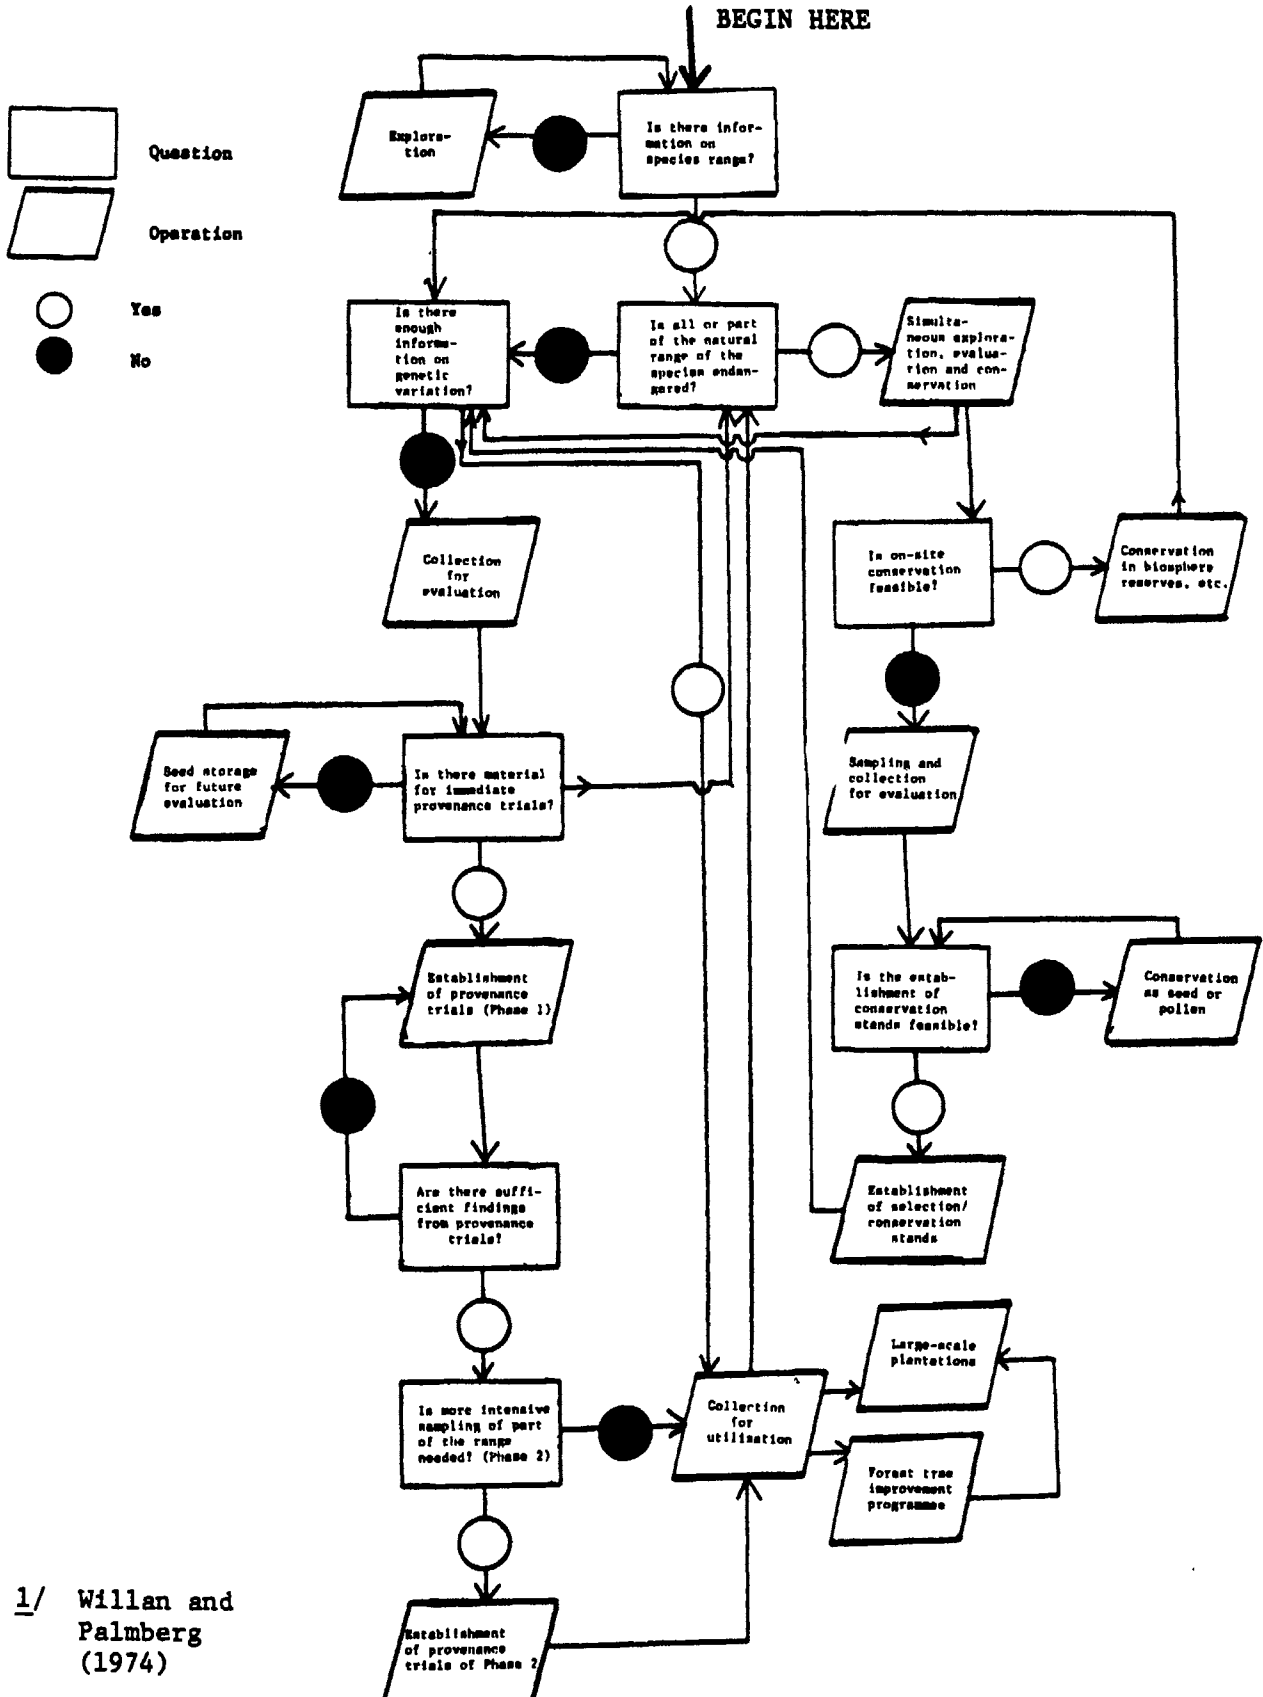 BEGIN HERE
Question
Operation
Yes
No
Explora-
tion
Is there infor-
mation on
species range?
Is there
enough
informa-
tion on
genetic
variation?
Is all or part
of the natural
range of the
species endan-
gered?
Simulta-
neous explora-
tion, evalua-
tion and con-
servation
Collection
for
evaluation
Is on-site
conservation
feasible?
Conservation
in biosphere
reserves, etc.
Seed storage
for future
evaluation
Is there material
for immediate
provenance trials?
Sampling and
collection
for evaluation
Establishment
of provenance
trials (Phase 1)
Is the estab-
lishment of
conservation
stands feasible?
Conservation
as seed or
pollen
Are there suffi-
cient findings
from provenance
trials?
Establishment
of selection/
conservation
stands
Is more intensive
sampling of part
of the range
needed? (Phase 2)
Collection
for
utilisation
Large-scale
plantations
Forest tree
improvement
programme
Establishment
of provenance
trials of Phase 2
1/ Willan and
Palmberg
(1974)